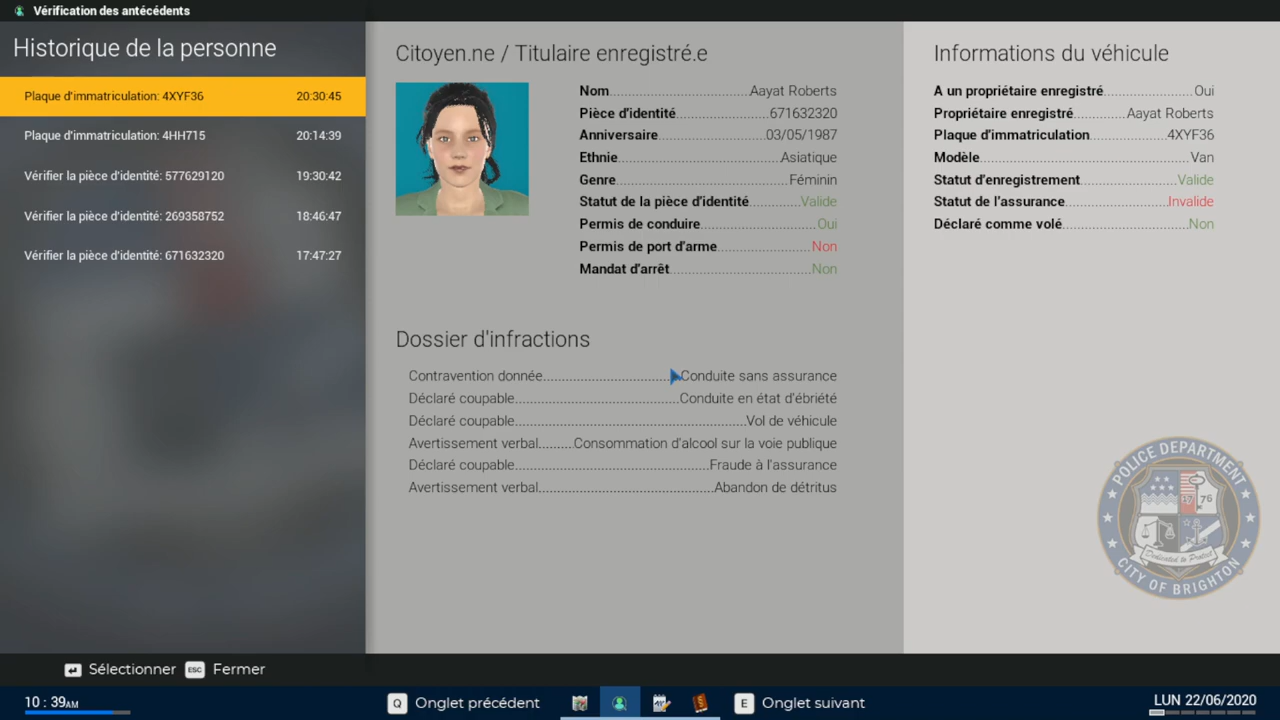 Vérification des antécédents
Historique de la personne
Plaque d'immatriculation: 4XYF36 20:30:45
Plaque d'immatriculation: 4HH715 20:14:39
Vérifier la pièce d'identité: 577629120 19:30:42
Vérifier la pièce d'identité: 269358752 18:46:47
Vérifier la pièce d'identité: 671632320 17:47:27
Citoyen.ne / Titulaire enregistré.e
Nom Aayat Roberts
Pièce d'identité 671632320
Anniversaire 03/05/1987
Ethnie Asiatique
Genre Féminin
Statut de la pièce d'identité Valide
Permis de conduire Oui
Permis de port d'arme Non
Mandat d'arrêt Non
Dossier d'infractions
Contravention donnée Conduite sans assurance
Déclaré coupable Conduite en état d'ébriété
Déclaré coupable Vol de véhicule
Avertissement verbal Consommation d'alcool sur la voie publique
Déclaré coupable Fraude à l'assurance
Avertissement verbal Abandon de détritus
Informations du véhicule
A un propriétaire enregistré Oui
Propriétaire enregistré Aayat Roberts
Plaque d'immatriculation 4XYF36
Modèle Van
Statut d'enregistrement Valide
Statut de l'assurance Invalide
Déclaré comme volé Non
POLICE DEPARTMENT
17 76
Dedicated to Protect
CITY OF BRIGHTON
Sélectionner ESC Fermer
10 : 39AM
Q Onglet précédent
E Onglet suivant
LUN 22/06/2020